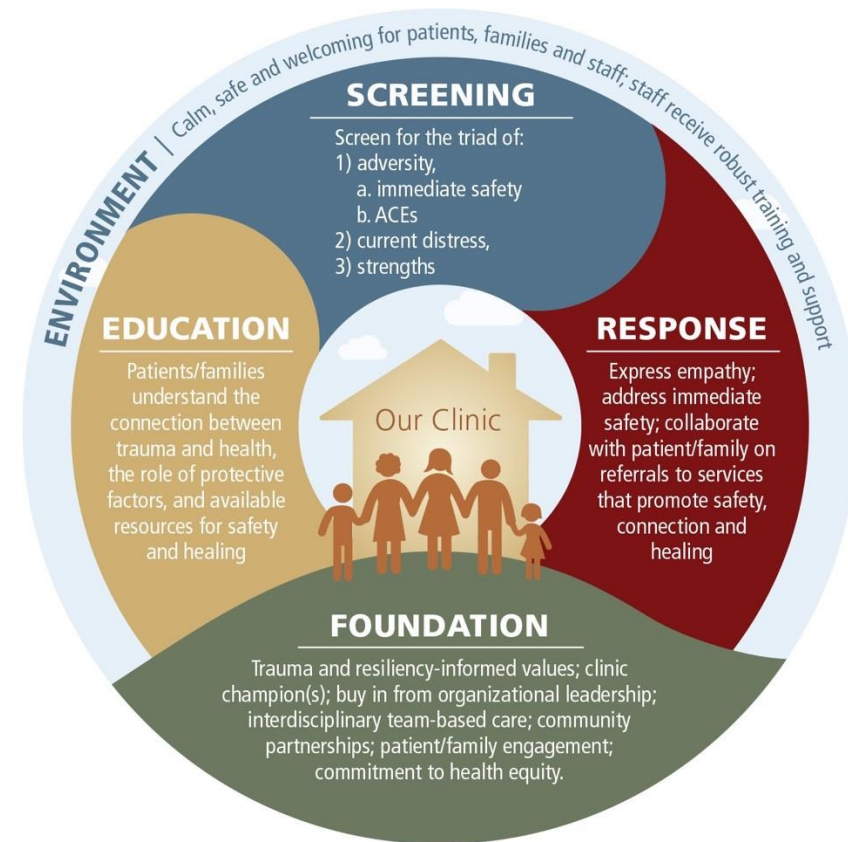 ENVIRONMENT | Calm, safe and welcoming for patients, families and staff; staff receive robust training and support
SCREENING
Screen for the triad of:
1) adversity,
a. immediate safety
b. ACEs
2) current distress,
3) strengths
EDUCATION
Patients/families
understand the
connection between
trauma and health,
the role of protective
factors, and available
resources for safety
and healing
Our Clinic
RESPONSE
Express empathy;
address immediate
safety; collaborate
with patient/family on
referrals to services
that promote safety,
connection and
healing
FOUNDATION
Trauma and resiliency-informed values; clinic
champion(s); buy in from organizational leadership;
interdisciplinary team-based care; community
partnerships; patient/family engagement;
commitment to health equity.